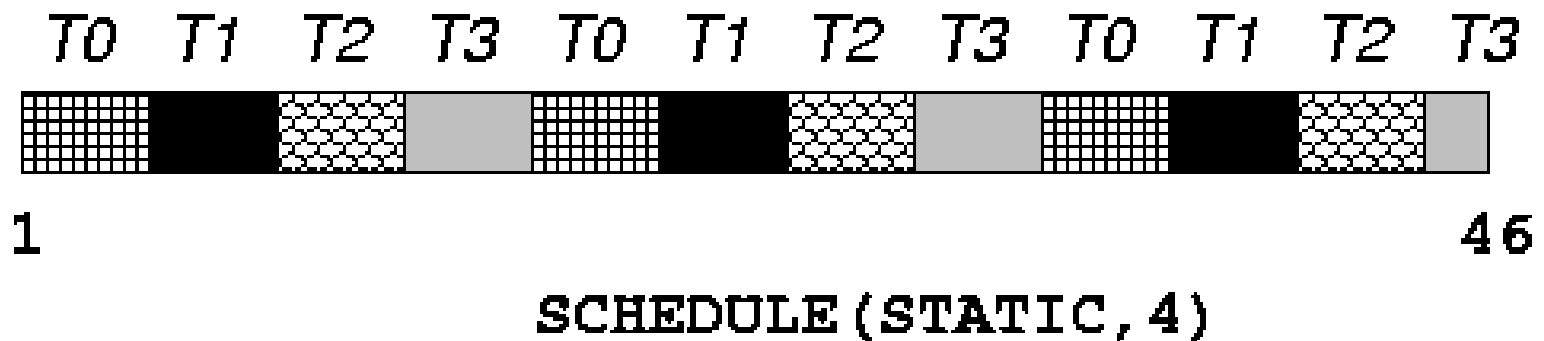 T0 T1 T2 T3 T0 T1 T2 T3 T0 T1 T2 T3
1 46
SCHEDULE(STATIC,4)